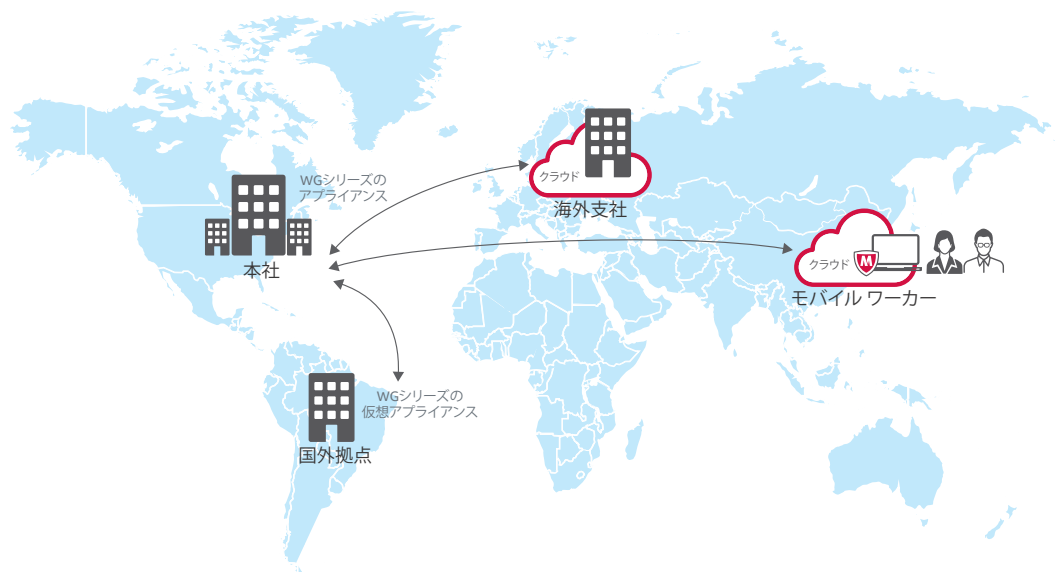 WGシリーズの
アプライアンス
本社
クラウド
海外支社
クラウド
M
モバイル ワーカー
WGシリーズの
仮想アプライアンス
国外拠点